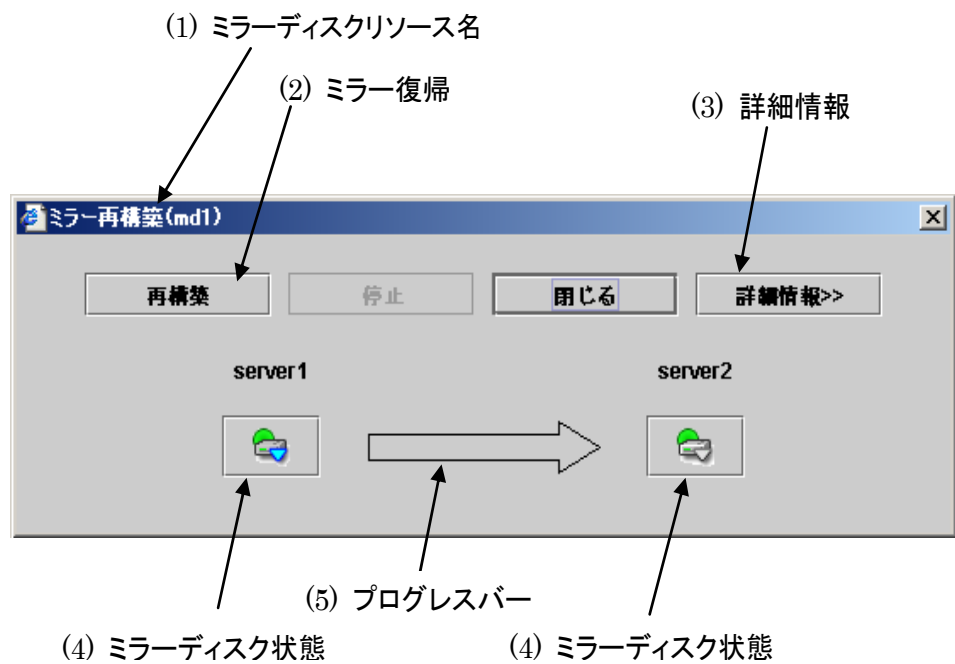 (1) ミラーディスクリソース名
(2) ミラー復帰
(3) 詳細情報
ミラー再構築(md1)
再構築 停止 閉じる 詳細情報>>
server1 server2
(5) プログレスバー
(4) ミラーディスク状態 (4) ミラーディスク状態